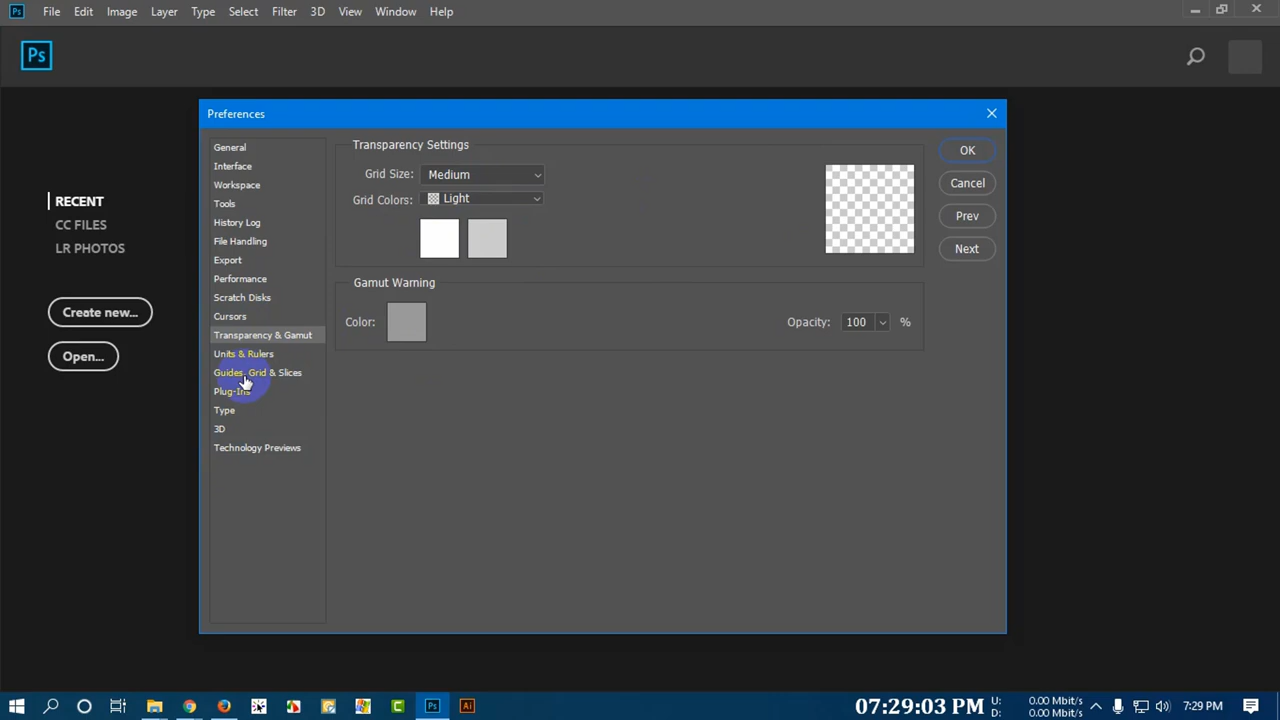 Ps File Edit Image Layer Type Select Filter 3D View Window Help
Ps
RECENT
CC FILES
LR PHOTOS
Create new...
Open...
Preferences
General
Interface
Workspace
Tools
History Log
File Handling
Export
Performance
Scratch Disks
Cursors
Transparency & Gamut
Units & Rulers
Guides, Grid & Slices
Plug-Ins
Type
3D
Technology Previews
Transparency Settings
Grid Size: Medium
Grid Colors: Light
Gamut Warning
Color:
Opacity: 100 %
OK
Cancel
Prev
Next
Ps Ai 07:29:03 PM U: 0.00 Mbit/s 7:29 PM
D: 0.00 Mbit/s